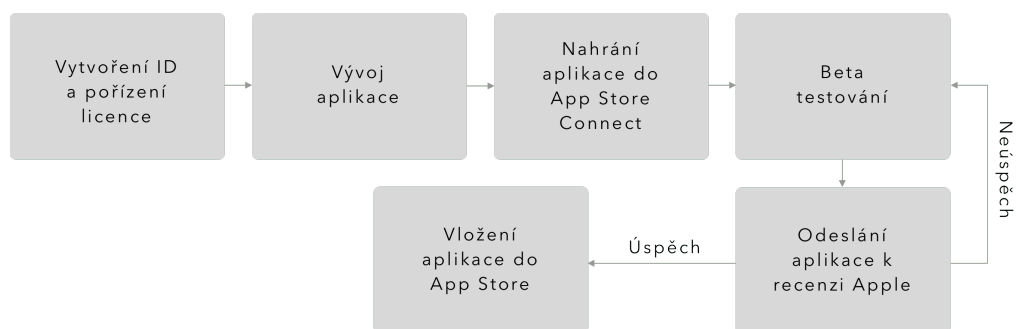 Vytvoření ID
a pořízení
licence
Vývoj
aplikace
Nahrání
aplikace do
App Store
Connect
Beta
testování
Neúspěch
Vložení
aplikace do
App Store
Úspěch
Odeslání
aplikace k
recenzi Apple